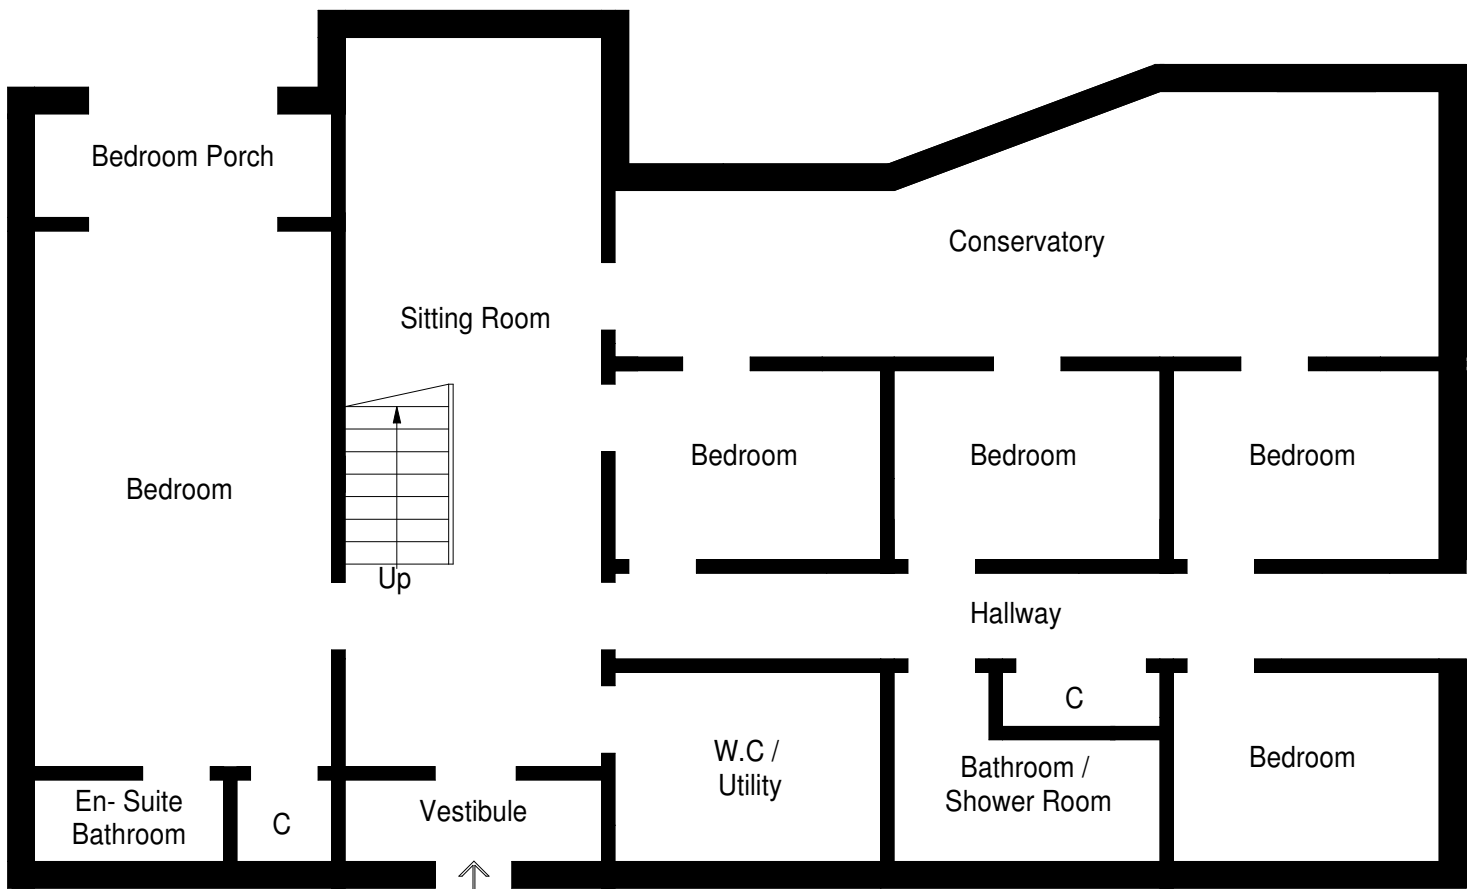 Bedroom Porch
Conservatory
Sitting Room
Bedroom
Bedroom
Bedroom
Bedroom
Up
Hallway
C
W.C /
Utility
Bathroom /
Shower Room
Bedroom
En- Suite
Bathroom
C
Vestibule